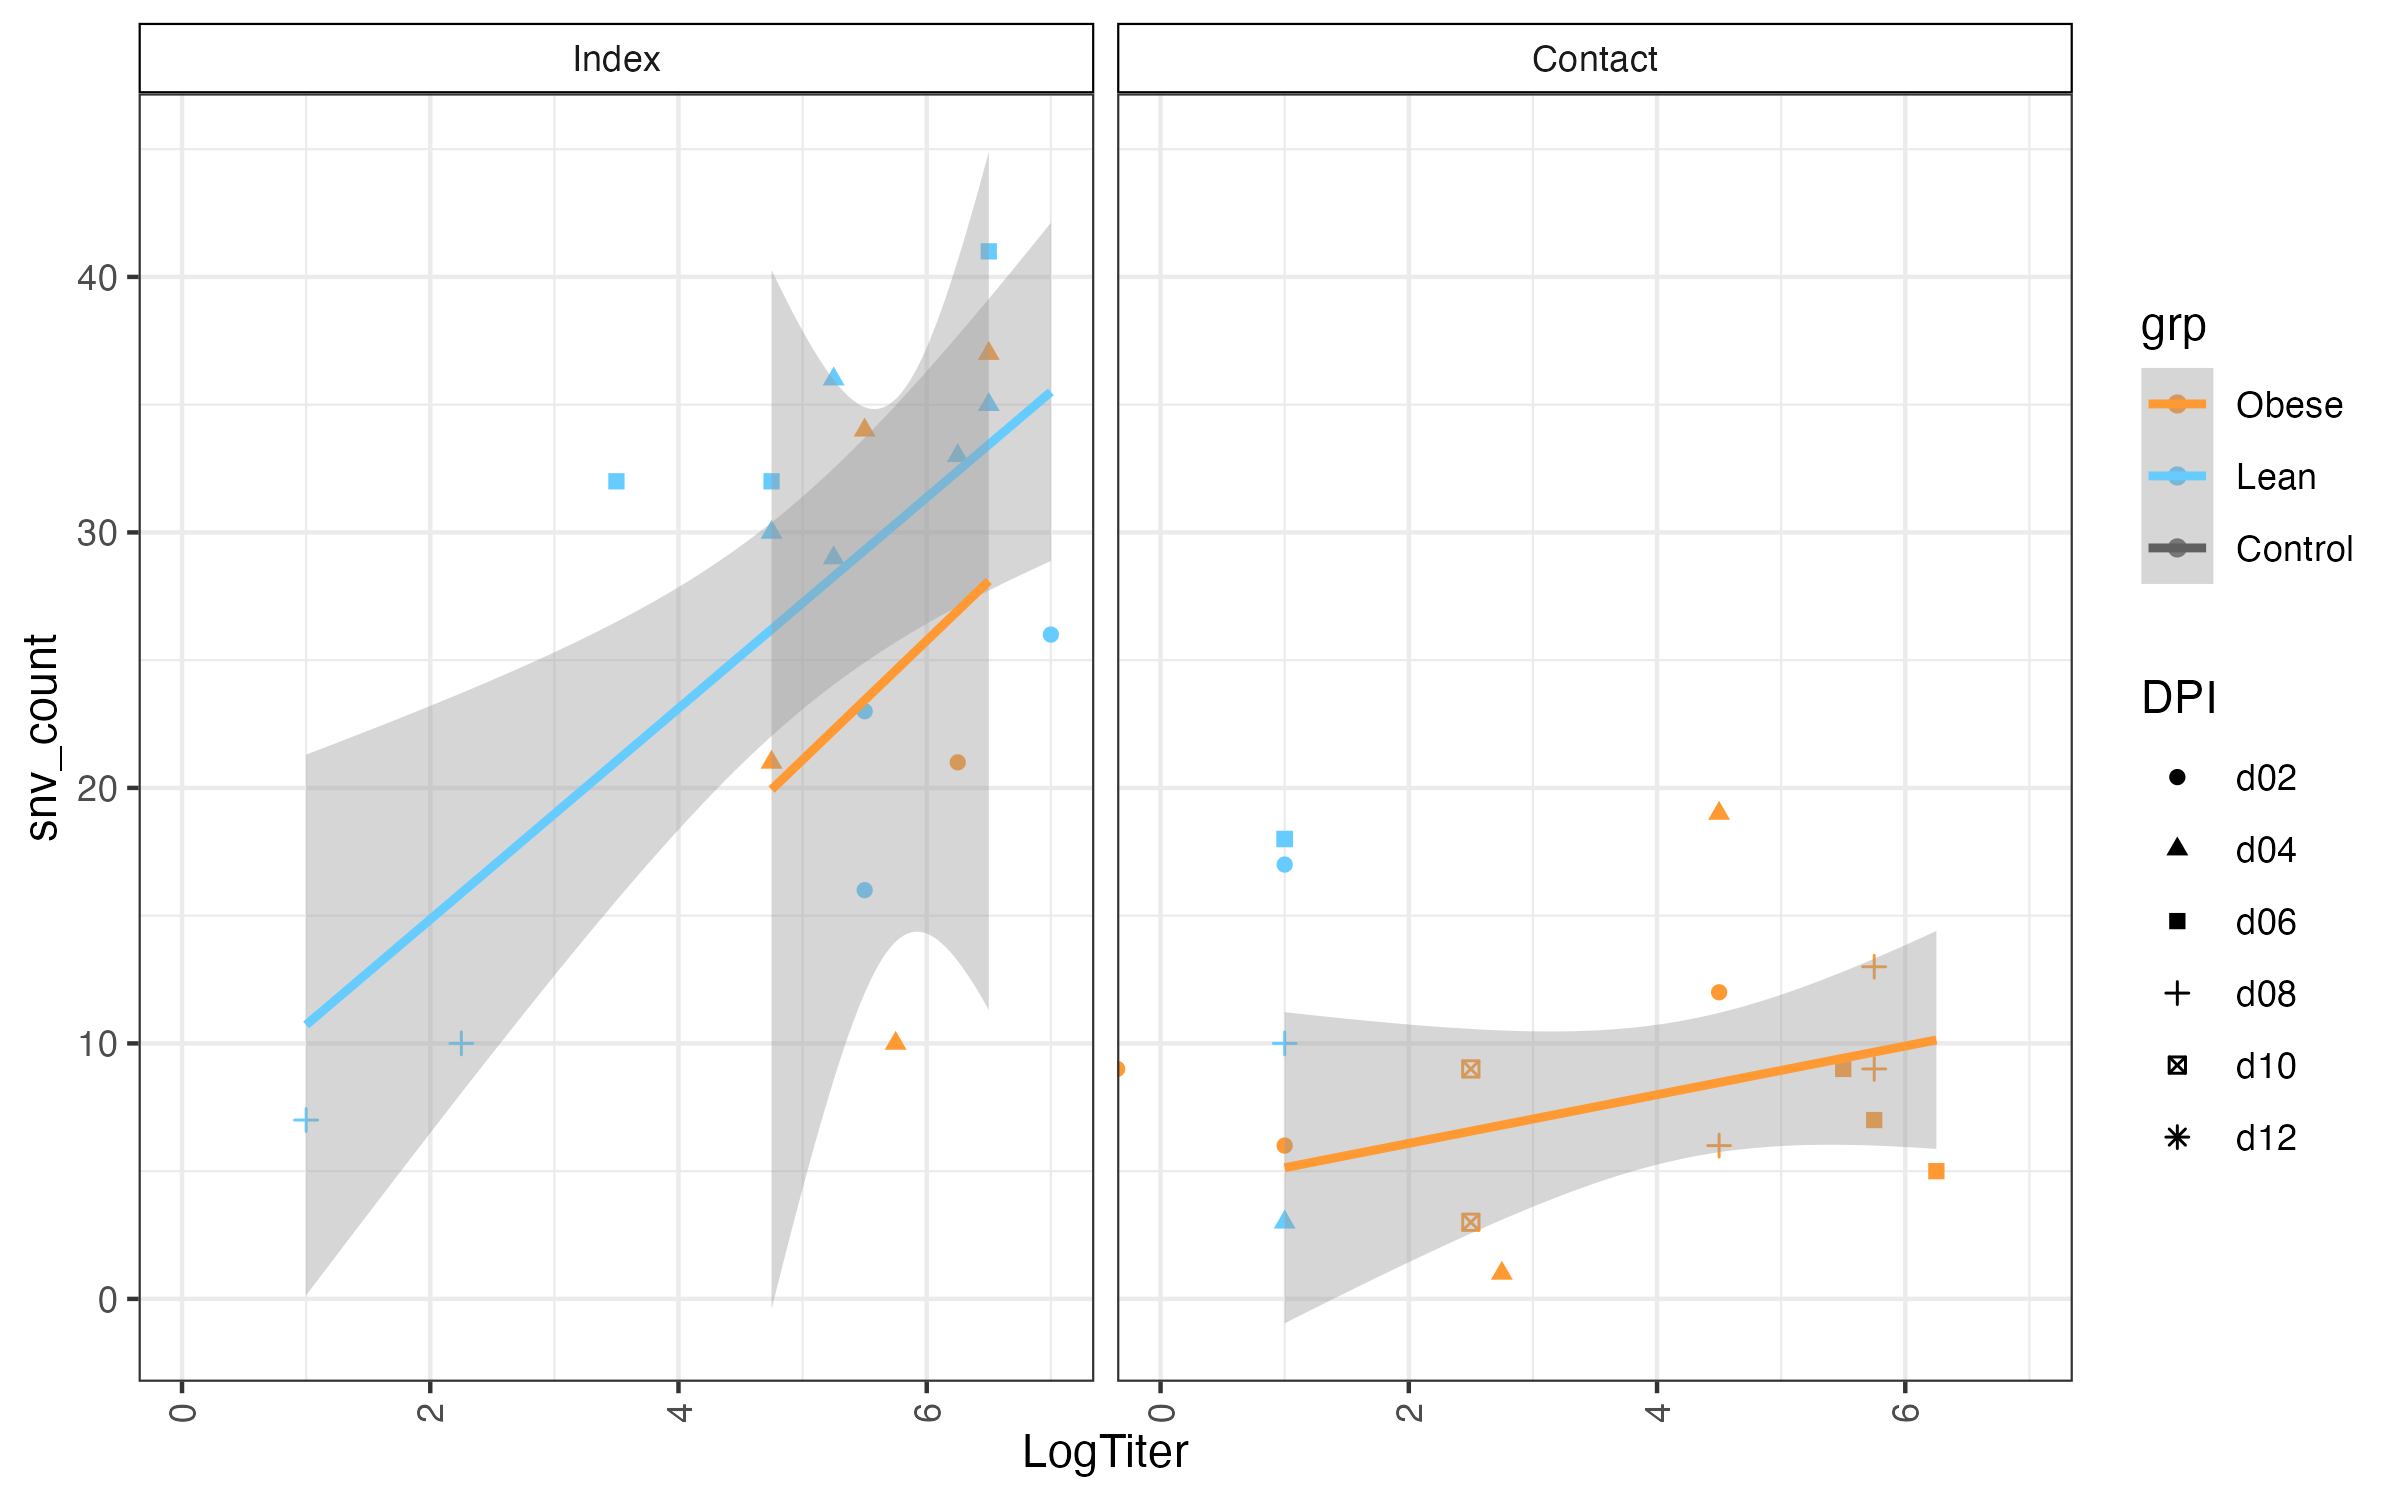 Index
Contact
snv_count
40
30
20
10
0
0
2
4
6
0
2
4
6
LogTiter
grp
Obese
Lean
Control
DPI
d02
d04
d06
d08
d10
d12